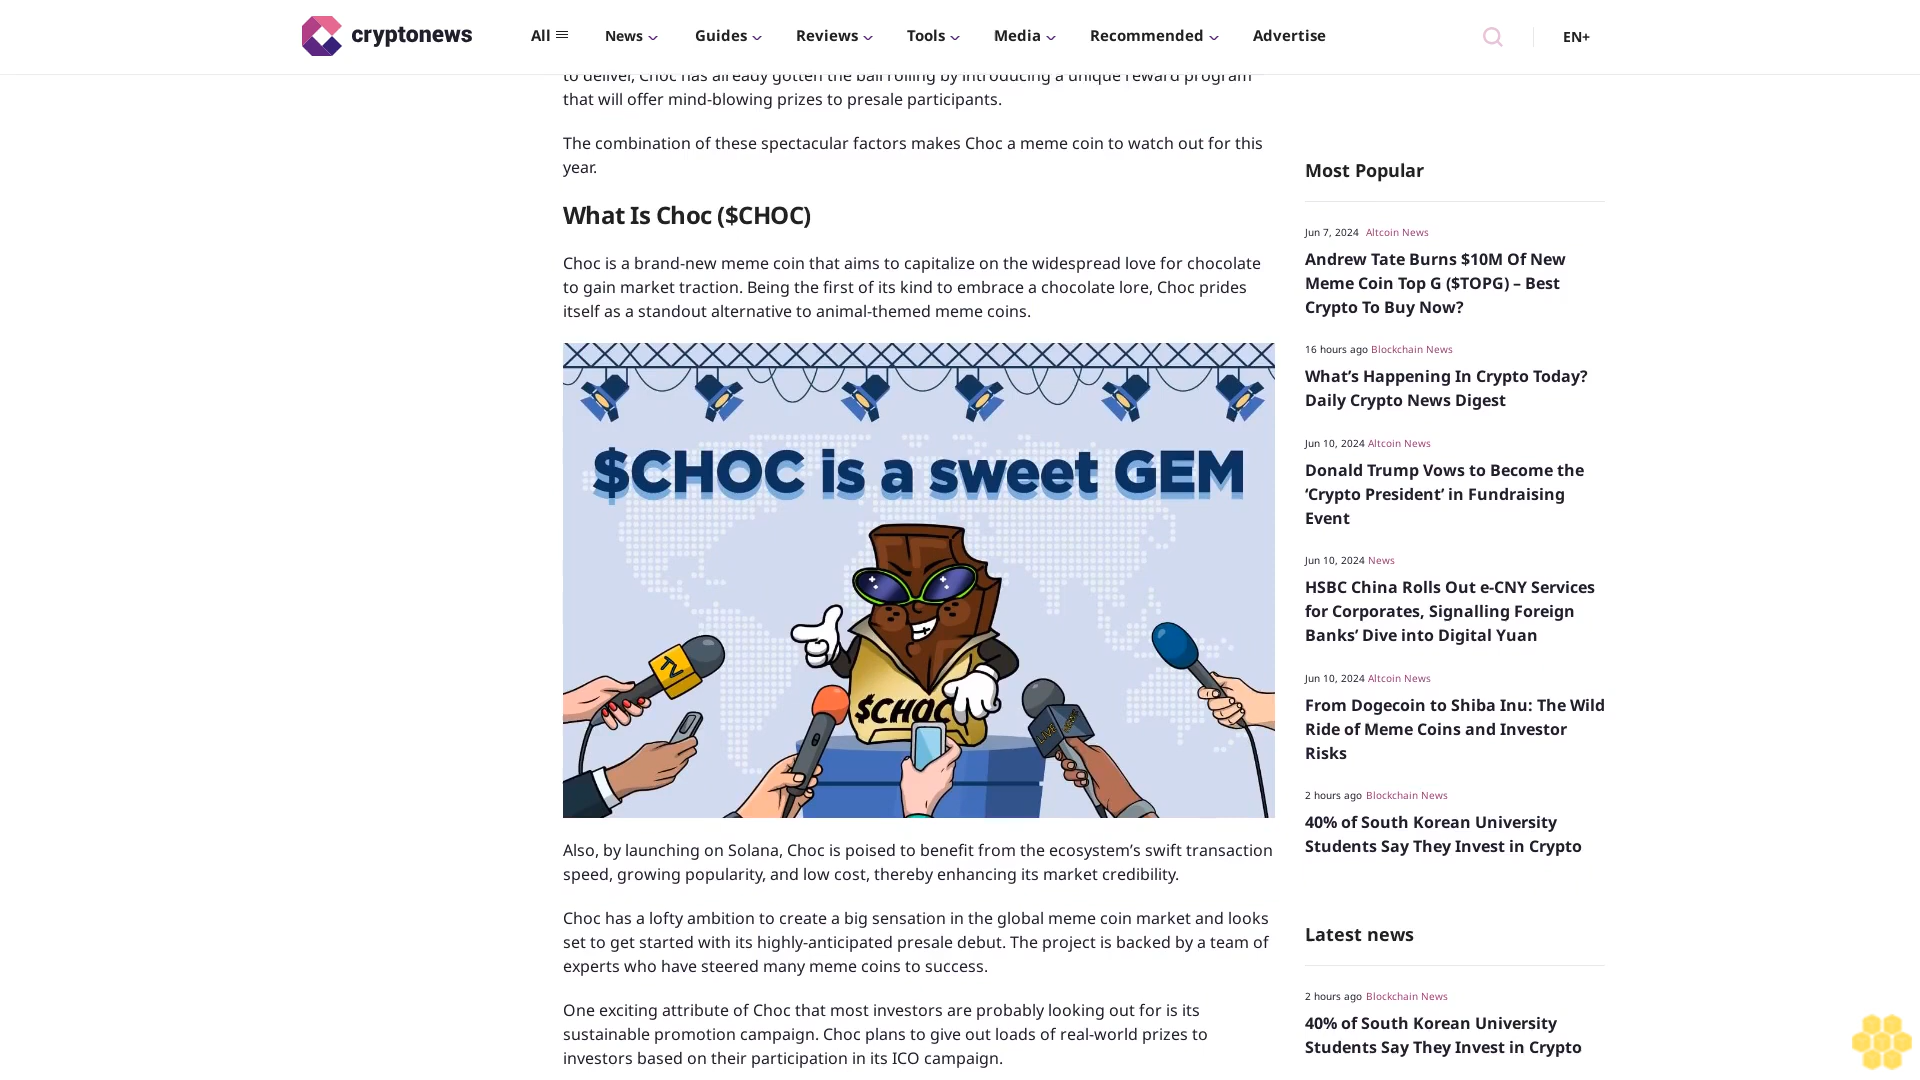 cryptonews
All
News
Guides
Reviews
Tools
Media
Recommended
Advertise
EN+
to deliver, Choc has already gotten the ball rolling by introducing a unique reward program
that will offer mind-blowing prizes to presale participants.
The combination of these spectacular factors makes Choc a meme coin to watch out for this
year.
What Is Choc ($CHOC)
Choc is a brand-new meme coin that aims to capitalize on the widespread love for chocolate
to gain market traction. Being the first of its kind to embrace a chocolate lore, Choc prides
itself as a standout alternative to animal-themed meme coins.
$CHOC is a sweet GEM
TV
$CHOC
LIVE
NEWS
Also, by launching on Solana, Choc is poised to benefit from the ecosystem’s swift transaction
speed, growing popularity, and low cost, thereby enhancing its market credibility.
Choc has a lofty ambition to create a big sensation in the global meme coin market and looks
set to get started with its highly-anticipated presale debut. The project is backed by a team of
experts who have steered many meme coins to success.
One exciting attribute of Choc that most investors are probably looking out for is its
sustainable promotion campaign. Choc plans to give out loads of real-world prizes to
investors based on their participation in its ICO campaign.
Most Popular
Jun 7, 2024 Altcoin News
Andrew Tate Burns $10M Of New
Meme Coin Top G ($TOPG) – Best
Crypto To Buy Now?
16 hours ago Blockchain News
What’s Happening In Crypto Today?
Daily Crypto News Digest
Jun 10, 2024 Altcoin News
Donald Trump Vows to Become the
‘Crypto President’ in Fundraising
Event
Jun 10, 2024 News
HSBC China Rolls Out e-CNY Services
for Corporates, Signalling Foreign
Banks’ Dive into Digital Yuan
Jun 10, 2024 Altcoin News
From Dogecoin to Shiba Inu: The Wild
Ride of Meme Coins and Investor
Risks
2 hours ago Blockchain News
40% of South Korean University
Students Say They Invest in Crypto
Latest news
2 hours ago Blockchain News
40% of South Korean University
Students Say They Invest in Crypto